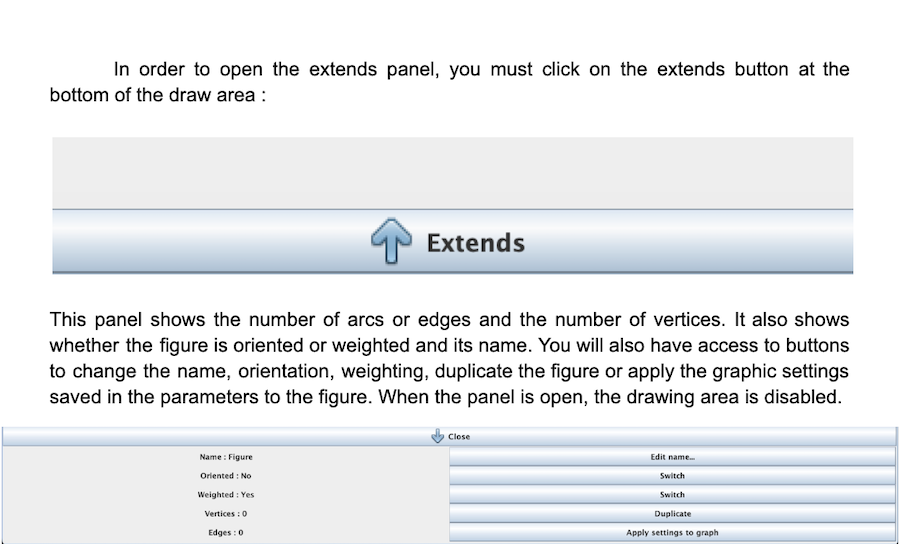 In order to open the extends panel, you must click on the extends button at the
bottom of the draw area :
Extends
This panel shows the number of arcs or edges and the number of vertices. It also shows
whether the figure is oriented or weighted and its name. You will also have access to buttons
to change the name, orientation, weighting, duplicate the figure or apply the graphic settings
saved in the parameters to the figure. When the panel is open, the drawing area is disabled.
Close
Name : Figure
Edit name...
Oriented : No
Switch
Weighted : Yes
Switch
Vertices : 0
Duplicate
Edges : 0
Apply settings to graph